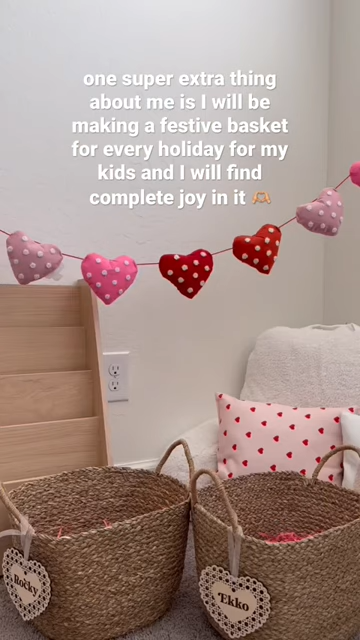 one super extra thing
about me is I will be
making a festive basket
for every holiday for my
kids and I will find
complete joy in it 🫶🏼
Rocky
Ekko